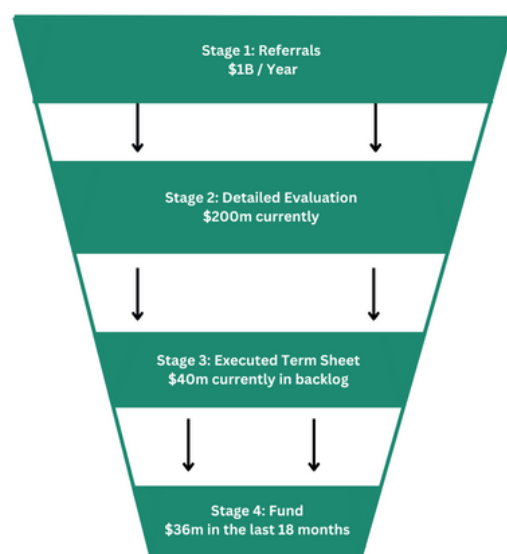 Stage 1: Referrals
$1B / Year
Stage 2: Detailed Evaluation
$200m currently
Stage 3: Executed Term Sheet
$40m currently in backlog
Stage 4: Fund
$36m in the last 18 months